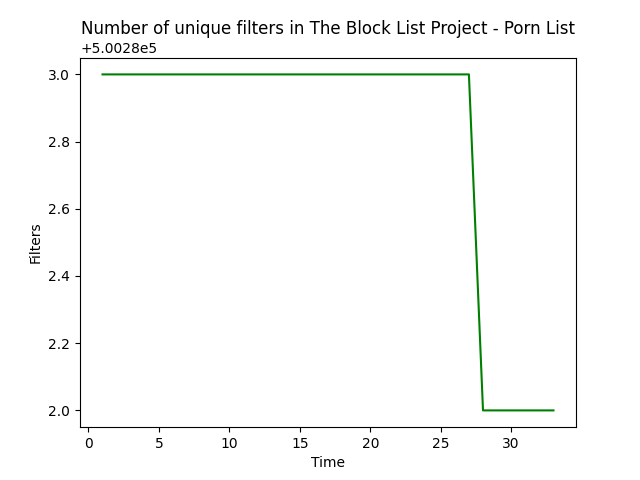 Number of unique filters in The Block List Project - Porn List
+5.0028e5
3.0
2.8
2.6
2.4
2.2
2.0
Filters
0 5 10 15 20 25 30
Time